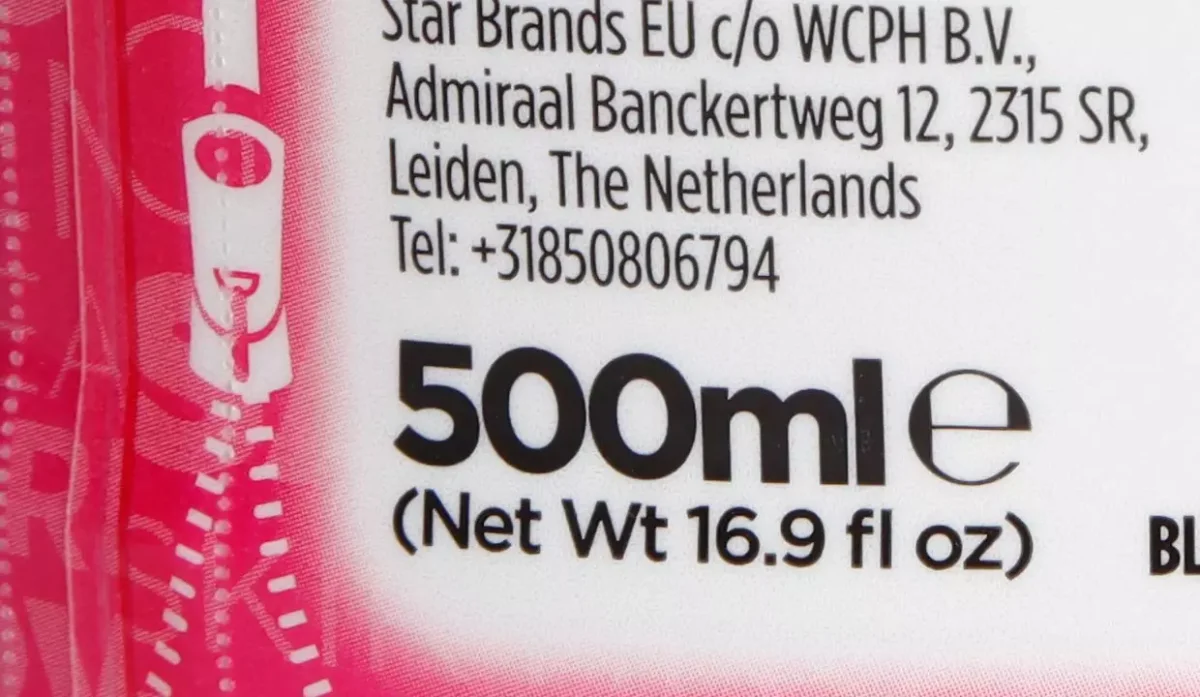 Star Brands EU c/o WCPH B.V.,
Admiraal Banckertweg 12, 2315 SR,
Leiden, The Netherlands
Tel: +31850806794
500ml e
(Net Wt 16.9 fl oz)
BL